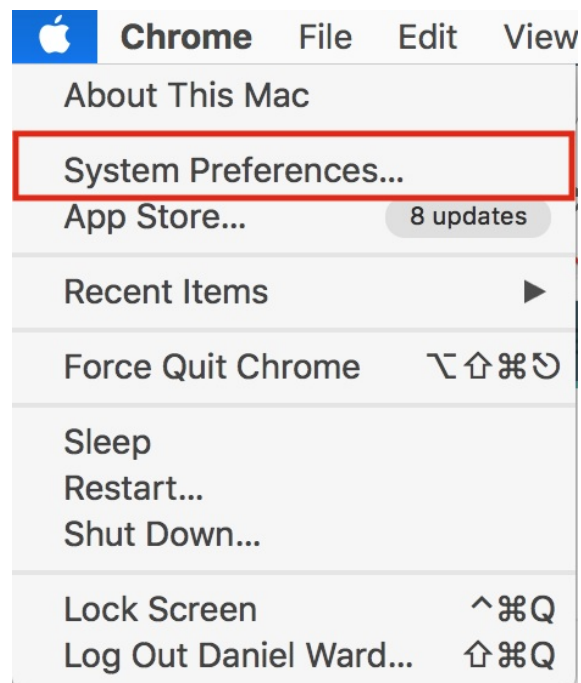 Chrome File Edit View
About This Mac
System Preferences...
App Store... 8 updates
Recent Items ▶
Force Quit Chrome ⌥⇧⌘⎋
Sleep
Restart...
Shut Down...
Lock Screen ^⌘Q
Log Out Daniel Ward... ⇧⌘Q